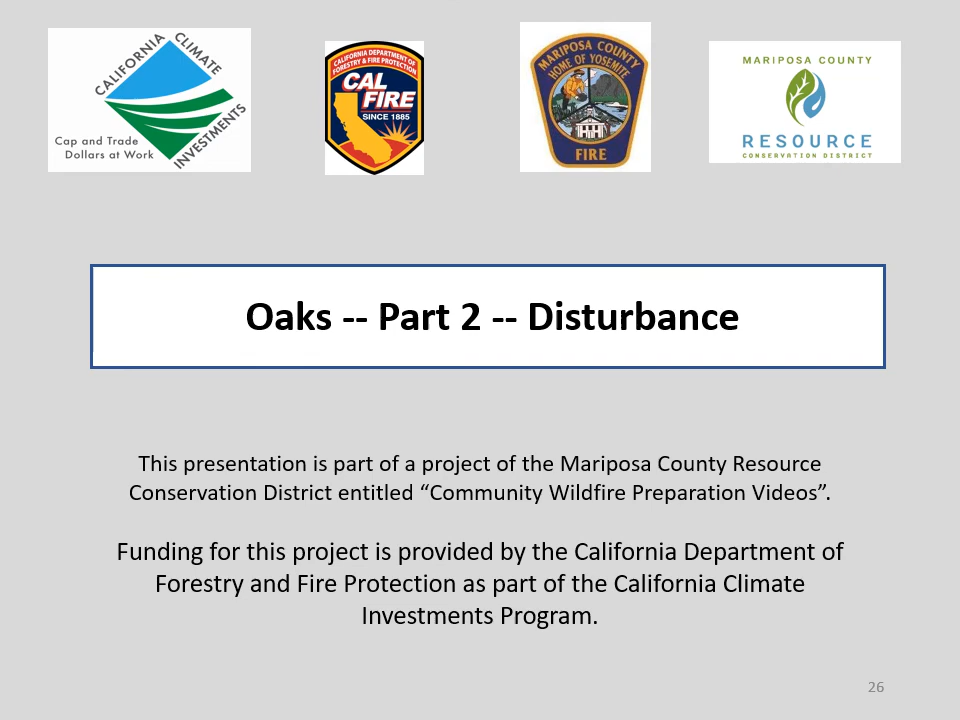 CALIFORNIA CLIMATE INVESTMENTS
Cap and Trade
Dollars at Work
CALIFORNIA DEPARTMENT OF
FORESTRY & FIRE PROTECTION
CAL
FIRE
SINCE 1885
MARIPOSA COUNTY
HOME OF YOSEMITE
FIRE
MARIPOSA COUNTY
RESOURCE
CONSERVATION DISTRICT
Oaks -- Part 2 -- Disturbance
This presentation is part of a project of the Mariposa County Resource
Conservation District entitled “Community Wildfire Preparation Videos”.
Funding for this project is provided by the California Department of
Forestry and Fire Protection as part of the California Climate
Investments Program.
26